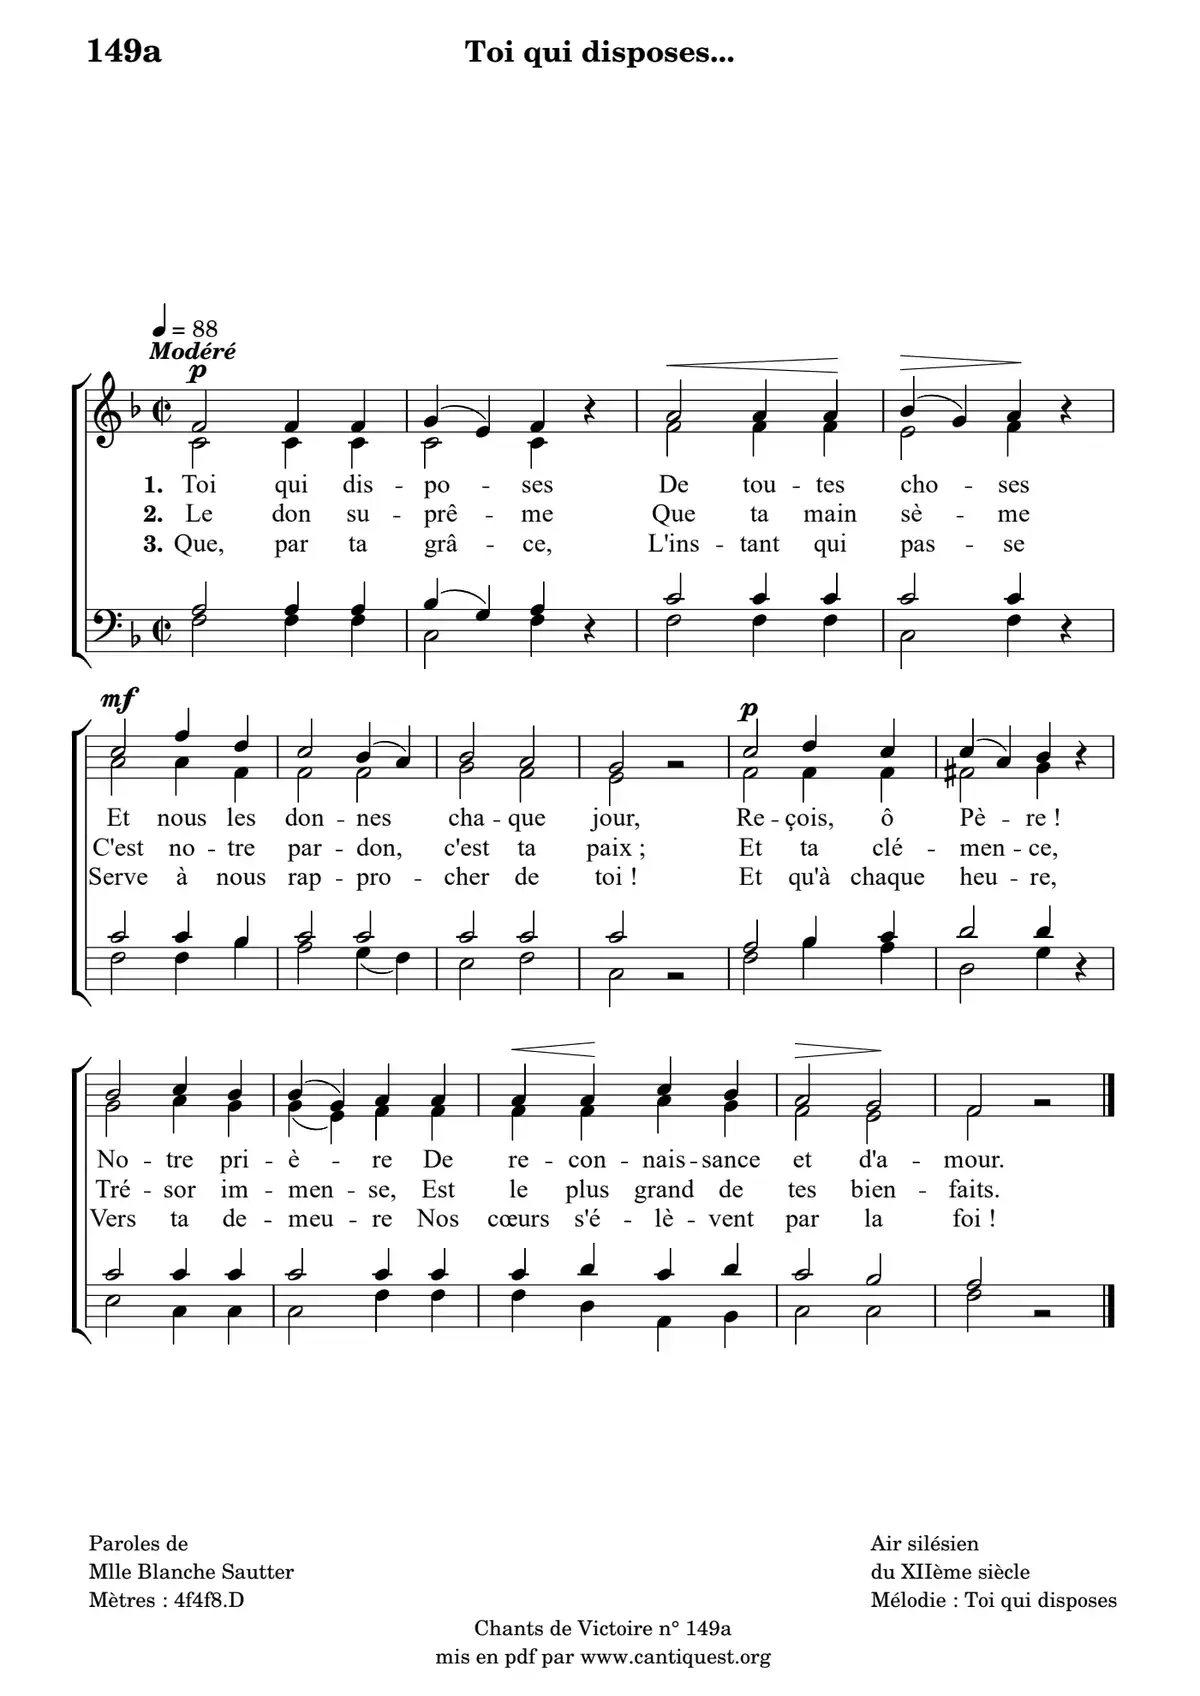 149a
Toi qui disposes...
= 88
Modéré
p
1. Toi qui dis - po - ses De tou - tes cho - ses
2. Le don su - prê - me Que ta main sè - me
3. Que, par ta grâ - ce, L'ins - tant qui pas - se
mf p
Et nous les don - nes cha - que jour, Re - çois, ô Pè - re !
C'est no - tre par - don, c'est ta paix ; Et ta clé - men - ce,
Serve à nous rap - pro - cher de toi ! Et qu'à chaque heu - re,
No - tre pri - è - re De re - con - nais - sance et d'a - mour.
Tré - sor im - men - se, Est le plus grand de tes bien - faits.
Vers ta de - meu - re Nos cœurs s'é - lè - vent par la foi !
Paroles de
Mlle Blanche Sautter
Mètres : 4f4f8.D
Air silésien
du XIIème siècle
Mélodie : Toi qui disposes
Chants de Victoire n° 149a
mis en pdf par www.cantiquest.org